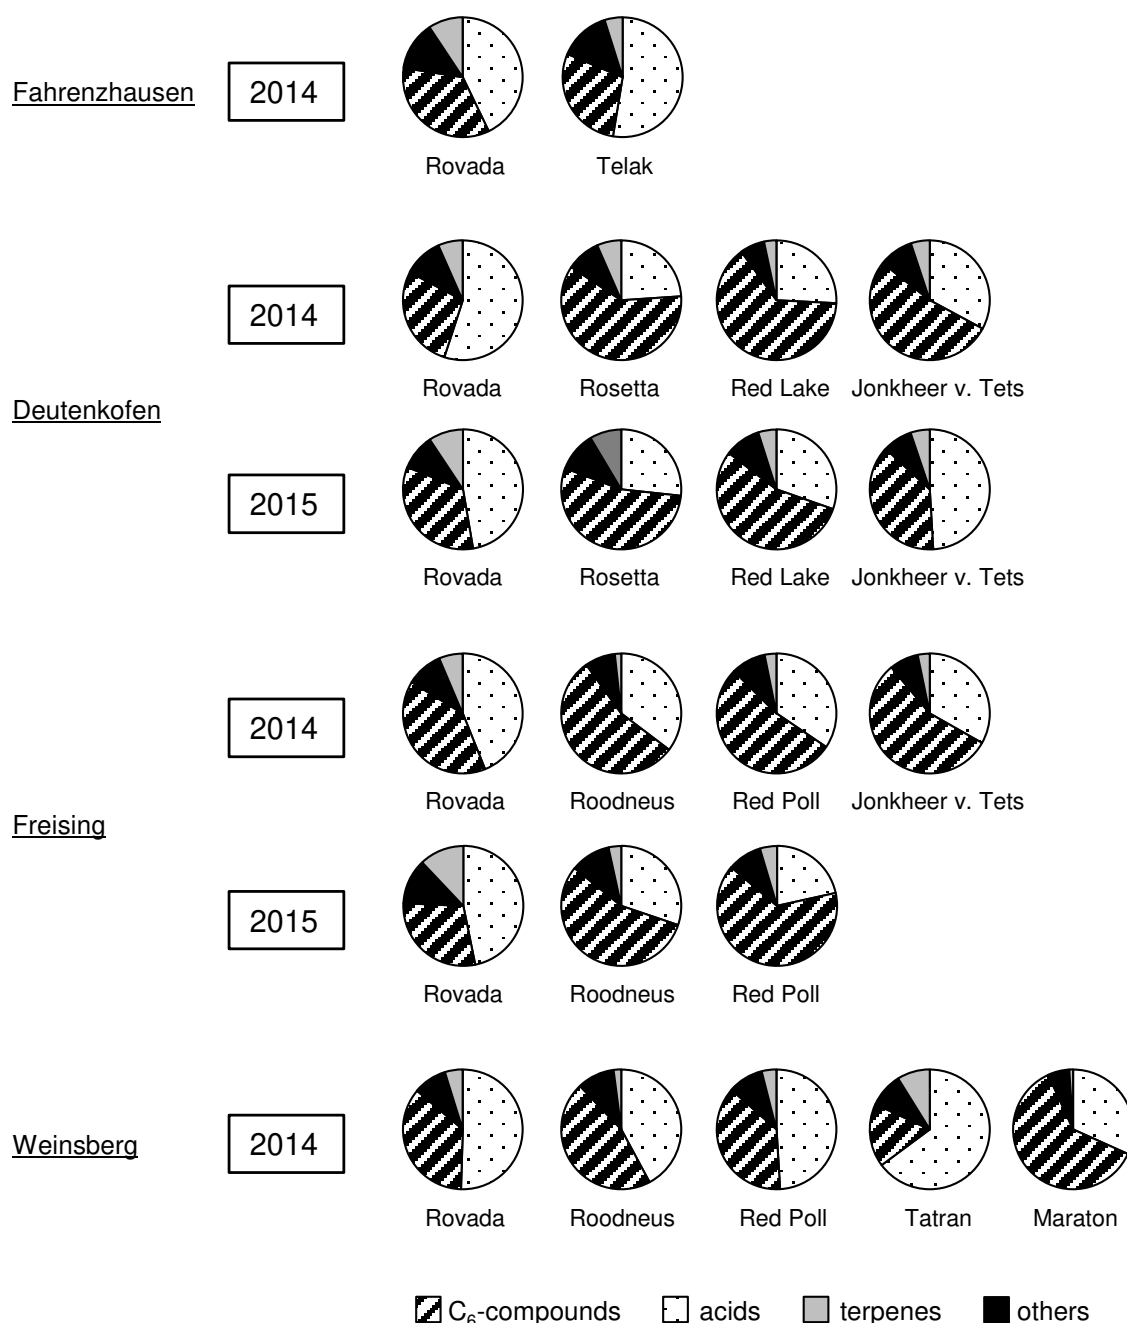 Fahrenzhausen
2014
Rovada Telak
2014
Rovada Rosetta Red Lake Jonkheer v. Tets
Deutenkofen
2015
Rovada Rosetta Red Lake Jonkheer v. Tets
2014
Rovada Roodneus Red Poll Jonkheer v. Tets
Freising
2015
Rovada Roodneus Red Poll
Weinsberg
2014
Rovada Roodneus Red Poll Tatran Maraton
C₆-compounds acids terpenes others